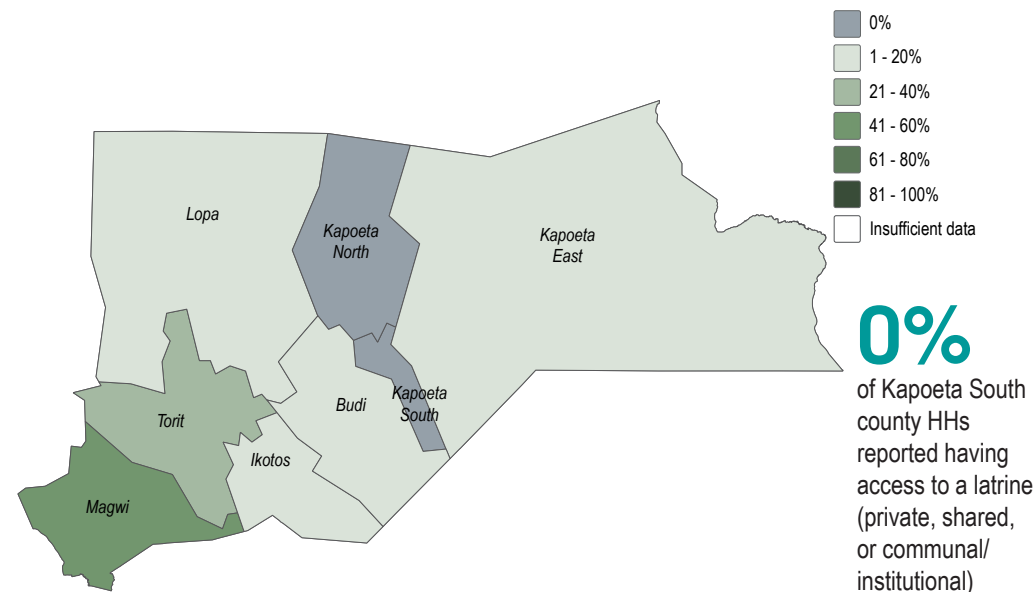 0%
1 - 20%
21 - 40%
41 - 60%
61 - 80%
81 - 100%
Insufficient data
Lopa
Kapoeta
North
Kapoeta
East
Kapoeta
South
Budi
Torit
Ikotos
Magwi
0%
of Kapoeta South
county HHs
reported having
access to a latrine
(private, shared,
or communal/
institutional)